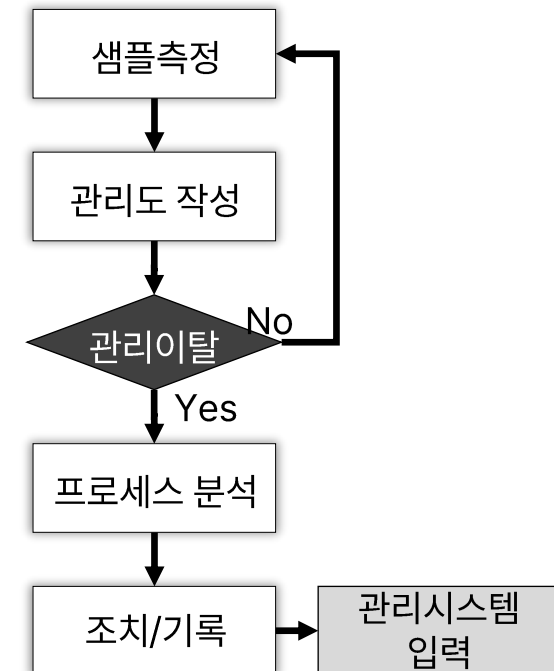 샘플측정
관리도 작성
관리이탈
No
Yes
프로세스 분석
조치/기록
관리시스템
입력